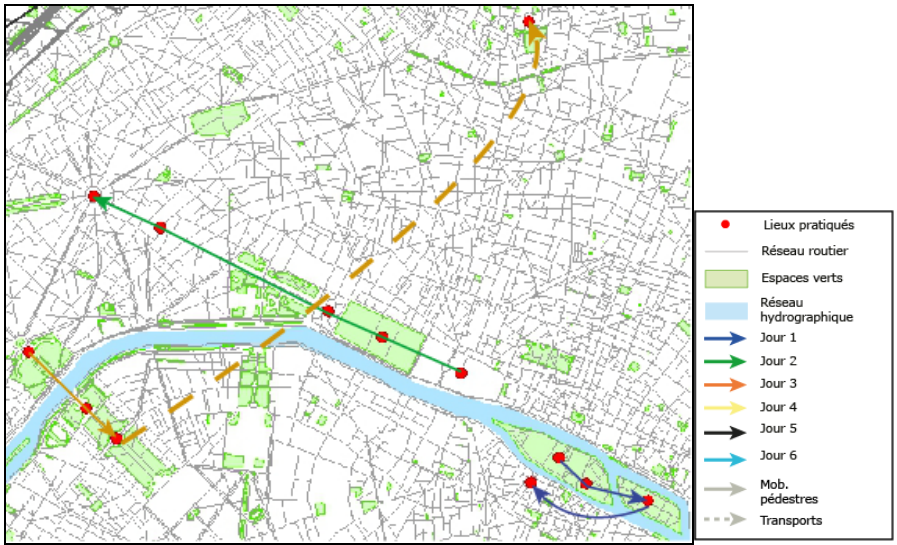 Lieux pratiqués
Réseau routier
Espaces verts
Réseau
hydrographique
Jour 1
Jour 2
Jour 3
Jour 4
Jour 5
Jour 6
Mob.
pédestres
Transports